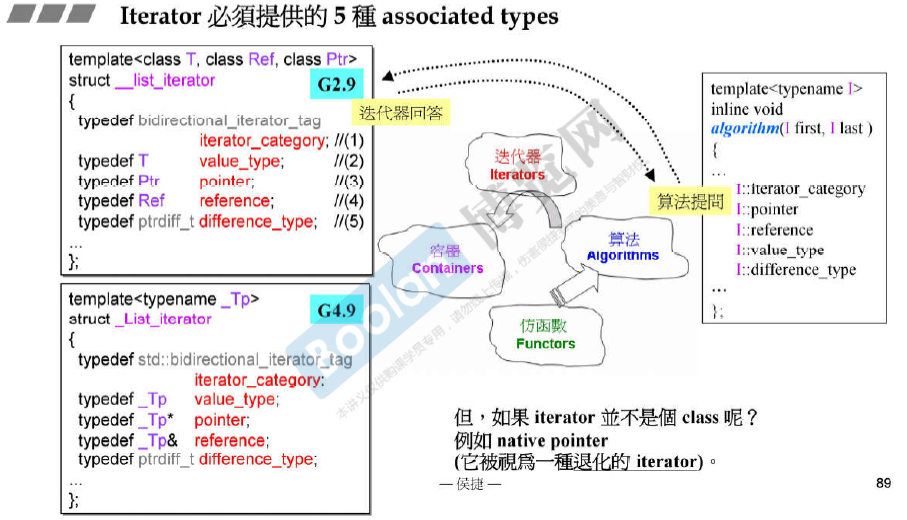 Iterator 必須提供的 5 種 associated types
template<class T, class Ref, class Ptr>
struct __list_iterator
G2.9
{
typedef bidirectional_iterator_tag
iterator_category; //(1)
typedef T value_type; //(2)
typedef Ptr pointer; //(3)
typedef Ref reference; //(4)
typedef ptrdiff_t difference_type; //(5)
...
};
template<typename _Tp>
struct _List_iterator
G4.9
{
typedef std::bidirectional_iterator_tag
iterator_category;
typedef _Tp value_type;
typedef _Tp* pointer;
typedef _Tp& reference;
typedef ptrdiff_t difference_type;
...
};
迭代器回答
迭代器
Iterators
容器
Containers
算法
Algorithms
仿函數
Functors
算法提問
template<typename I>
inline void
algorithm(I first, I last )
{
...
I::iterator_category
I::pointer
I::reference
I::value_type
I::difference_type
...
};
但，如果 iterator 並不是個 class 呢？
例如 native pointer
(它被視爲一種退化的 iterator)。
— 侯捷 —
89
Boolan 博览网